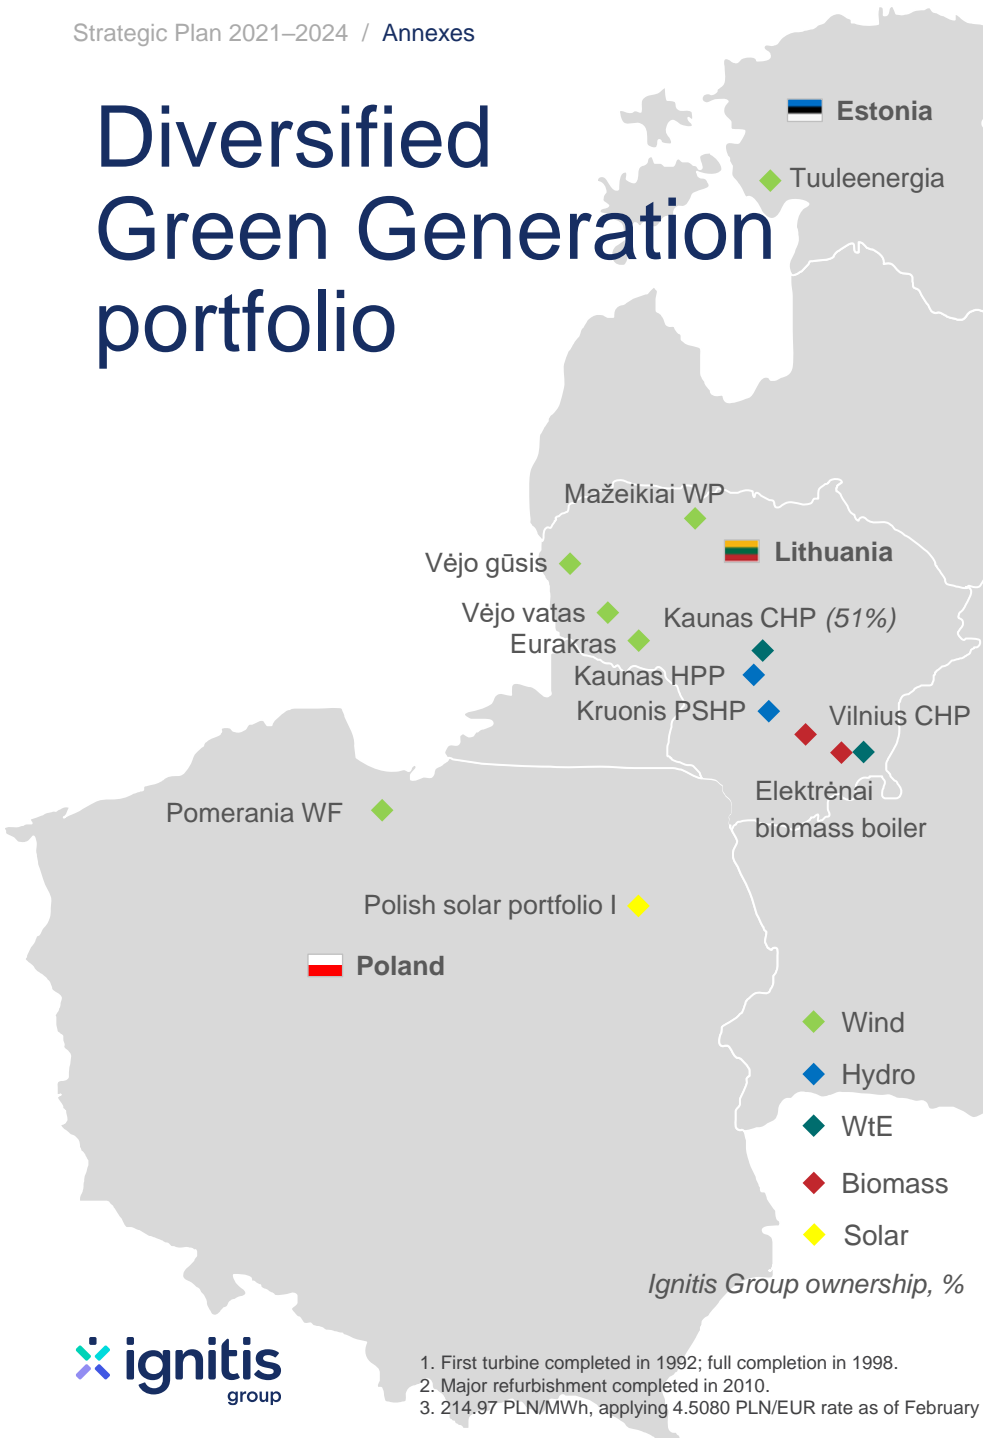 Strategic Plan 2021–2024 / Annexes
Diversified
Green Generation
portfolio
Estonia
Tuuleenergia
Mažeikiai WP
Lithuania
Vėjo gūsis
Vėjo vatas
Kaunas CHP (51%)
Eurakras
Kaunas HPP
Kruonis PSHP
Vilnius CHP
Elektrėnai
biomass boiler
Pomerania WF
Polish solar portfolio I
Poland
Wind
Hydro
WtE
Biomass
Solar
Ignitis Group ownership, %
ignitis
group
1. First turbine completed in 1992; full completion in 1998.
2. Major refurbishment completed in 2010.
3. 214.97 PLN/MWh, applying 4.5080 PLN/EUR rate as of February